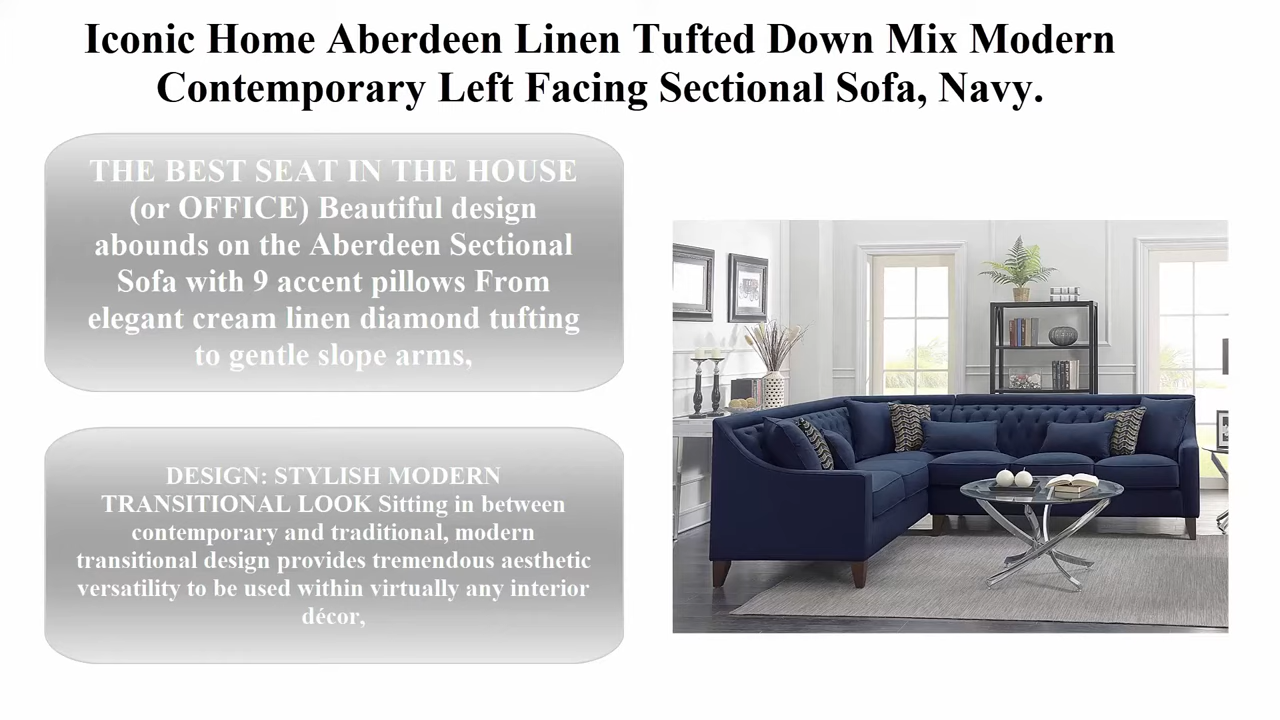 Iconic Home Aberdeen Linen Tufted Down Mix Modern
Contemporary Left Facing Sectional Sofa, Navy.
THE BEST SEAT IN THE HOUSE
(or OFFICE) Beautiful design
abounds on the Aberdeen Sectional
Sofa with 9 accent pillows From
elegant cream linen diamond tufting
to gentle slope arms,
DESIGN: STYLISH MODERN
TRANSITIONAL LOOK Sitting in between
contemporary and traditional, modern
transitional design provides tremendous aesthetic
versatility to be used within virtually any interior
décor,